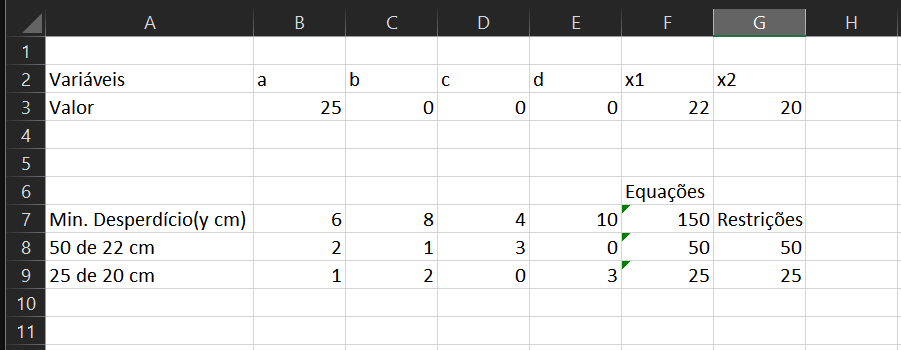 A B C D E F G H
1
2 Variáveis a b c d x1 x2
3 Valor 25 0 0 0 22 20
4
5
6 Equações
7 Min. Desperdício(y cm) 6 8 4 10 150 Restrições
8 50 de 22 cm 2 1 3 0 50 50
9 25 de 20 cm 1 2 0 3 25 25
10
11